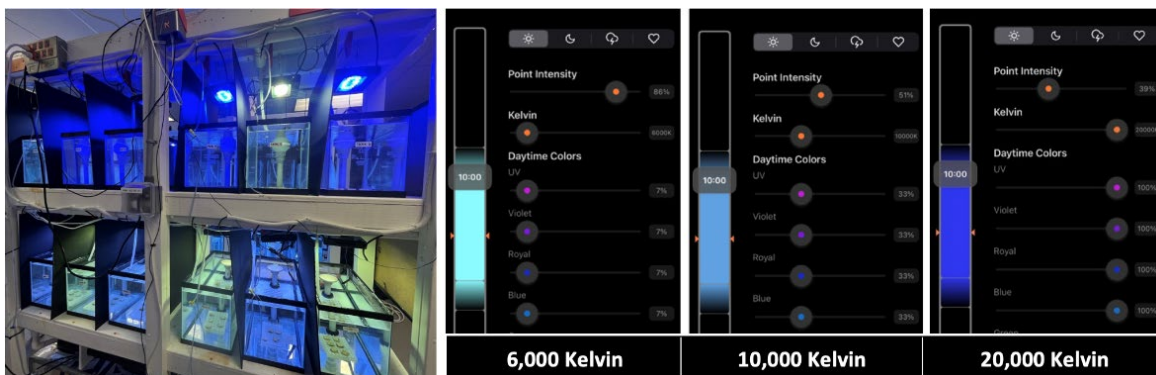 Point Intensity
86%
Kelvin
6000K
Daytime Colors
UV
10:00
7%
Violet
7%
Royal
7%
Blue
7%
6,000 Kelvin
Point Intensity
51%
Kelvin
10000K
Daytime Colors
UV
10:00
33%
Violet
33%
Royal
33%
Blue
33%
10,000 Kelvin
Point Intensity
39%
Kelvin
20000K
Daytime Colors
UV
10:00
100%
Violet
100%
Royal
100%
Blue
100%
Green
20,000 Kelvin